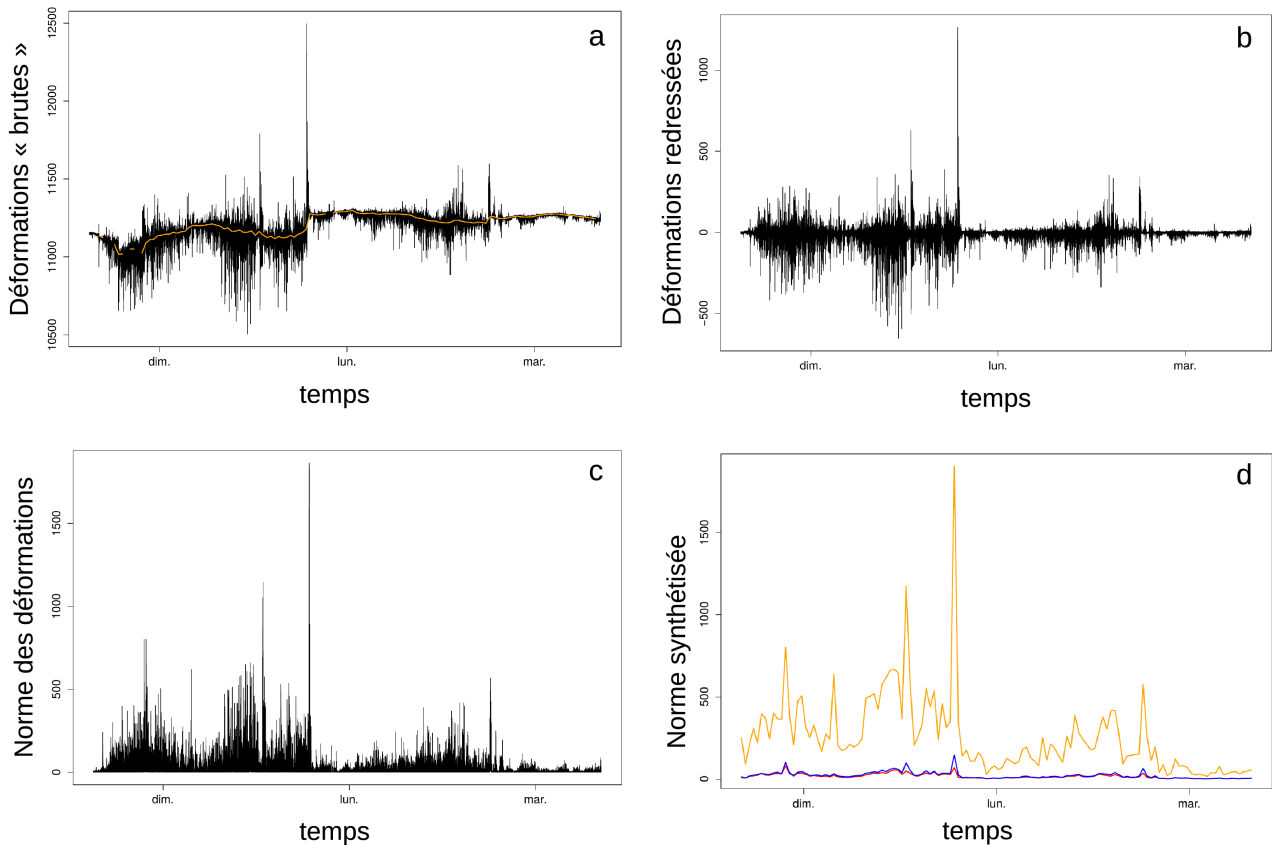 a
Déformations « brutes »
12500
12000
11500
11000
10500
dim.
lun.
mar.
temps
b
Déformations redressées
1000
500
0
−500
dim.
lun.
mar.
temps
c
Norme des déformations
1500
1000
500
0
dim.
lun.
mar.
temps
d
Norme synthétisée
1500
1000
500
0
dim.
lun.
mar.
temps